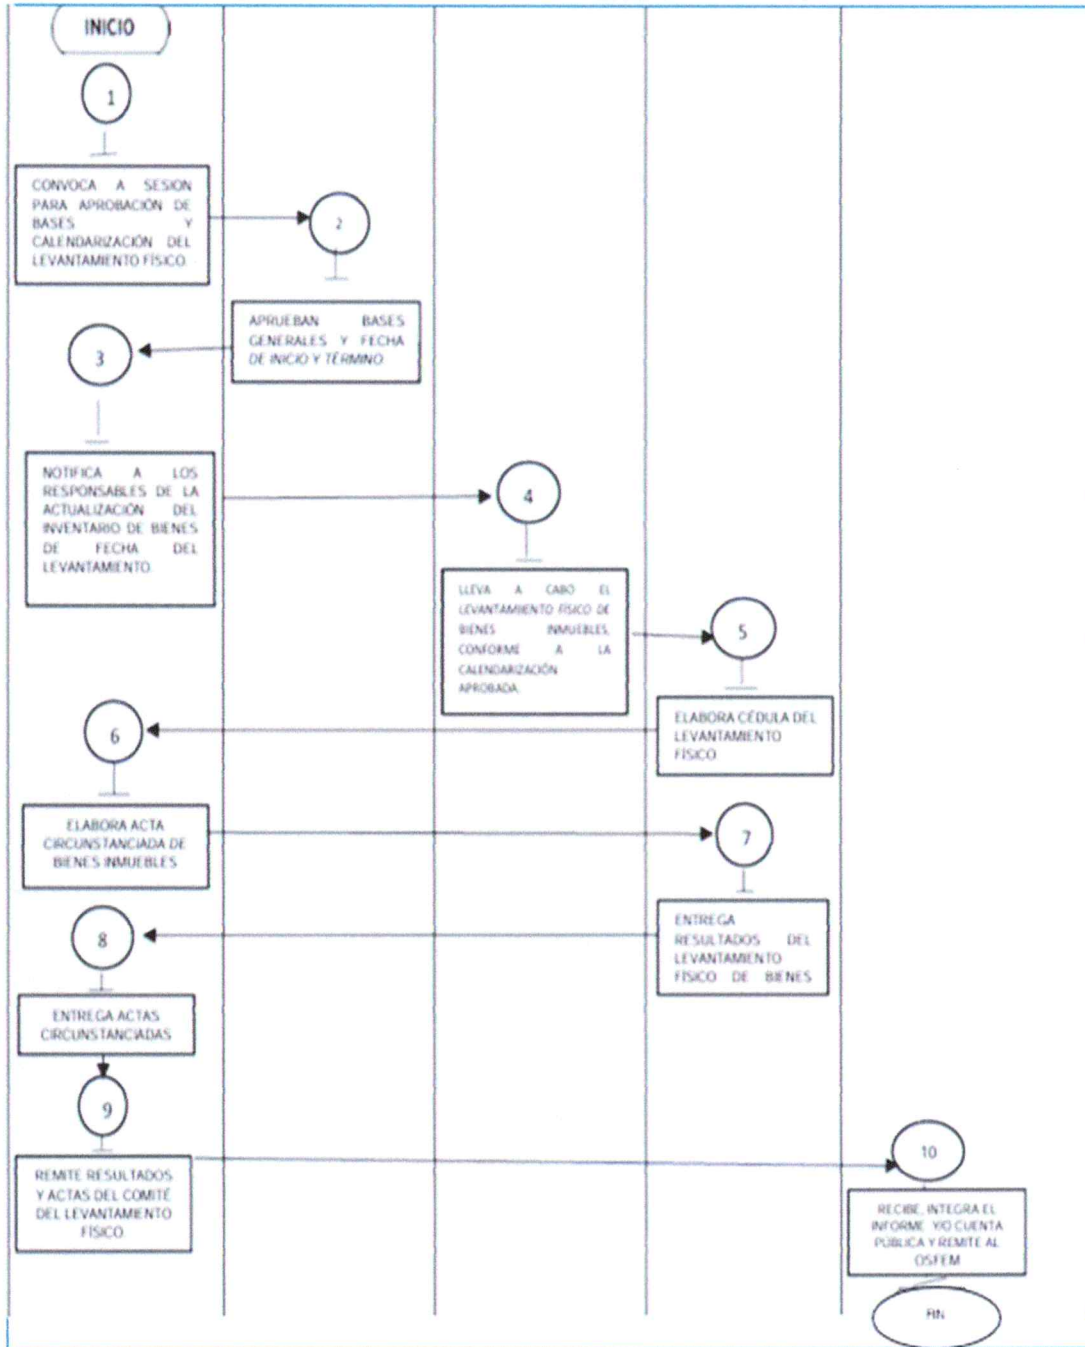 INICIO
1
CONVOCA A SESION
PARA APROBACIÓN DE
BASES Y
CALENDARIZACIÓN DEL
LEVANTAMIENTO FÍSICO
2
APRUEBAN BASES
GENERALES Y FECHA
DE INICIO Y TÉRMINO
3
NOTIFICA A LOS
RESPONSABLES DE LA
ACTUALIZACIÓN DEL
INVENTARIO DE BIENES
DE FECHA DEL
LEVANTAMIENTO
4
LLEVA A CABO EL
LEVANTAMIENTO FÍSICO DE
BIENES INMUEBLES,
CONFORME A LA
CALENDARIZACIÓN
APROBADA.
5
ELABORA CÉDULA DEL
LEVANTAMIENTO
FÍSICO
6
ELABORA ACTA
CIRCUNSTANCIADA DE
BIENES INMUEBLES
7
ENTREGA
RESULTADOS DEL
LEVANTAMIENTO
FÍSICO DE BIENES
8
ENTREGA ACTAS
CIRCUNSTANCIADAS
9
REMITE RESULTADOS
Y ACTAS DEL COMITÉ
DEL LEVANTAMIENTO
FÍSICO
10
RECIBE, INTEGRA EL
INFORME Y/O CUENTA
PÚBLICA Y REMITE AL
OSFEM
FIN